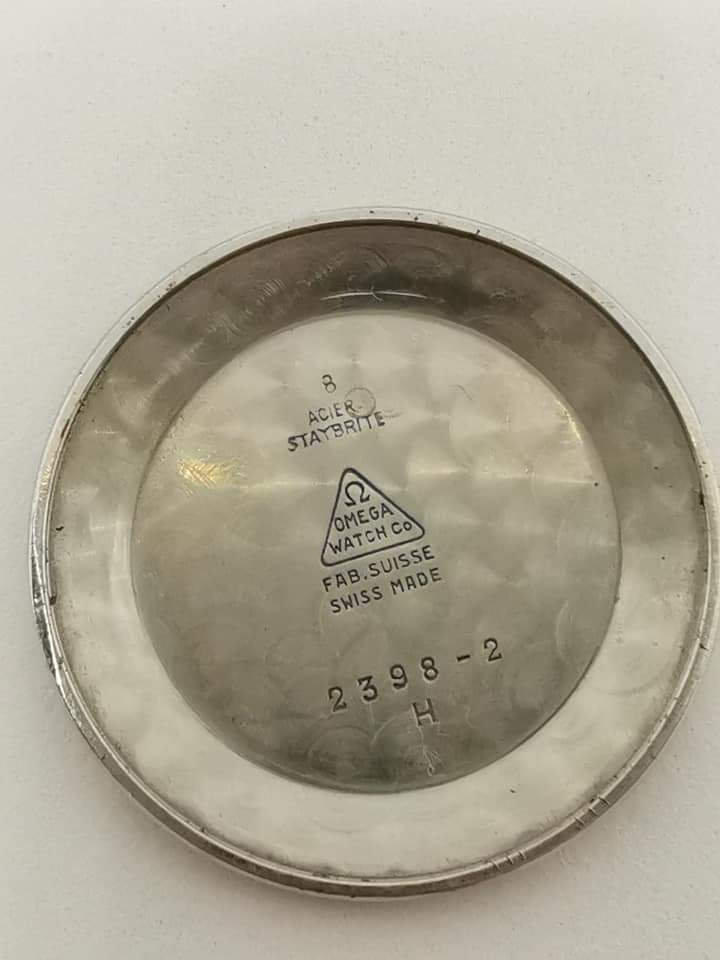 8
ACIER
STAYBRITE
Ω
OMEGA
WATCH Co
FAB. SUISSE
SWISS MADE
2398-2
H